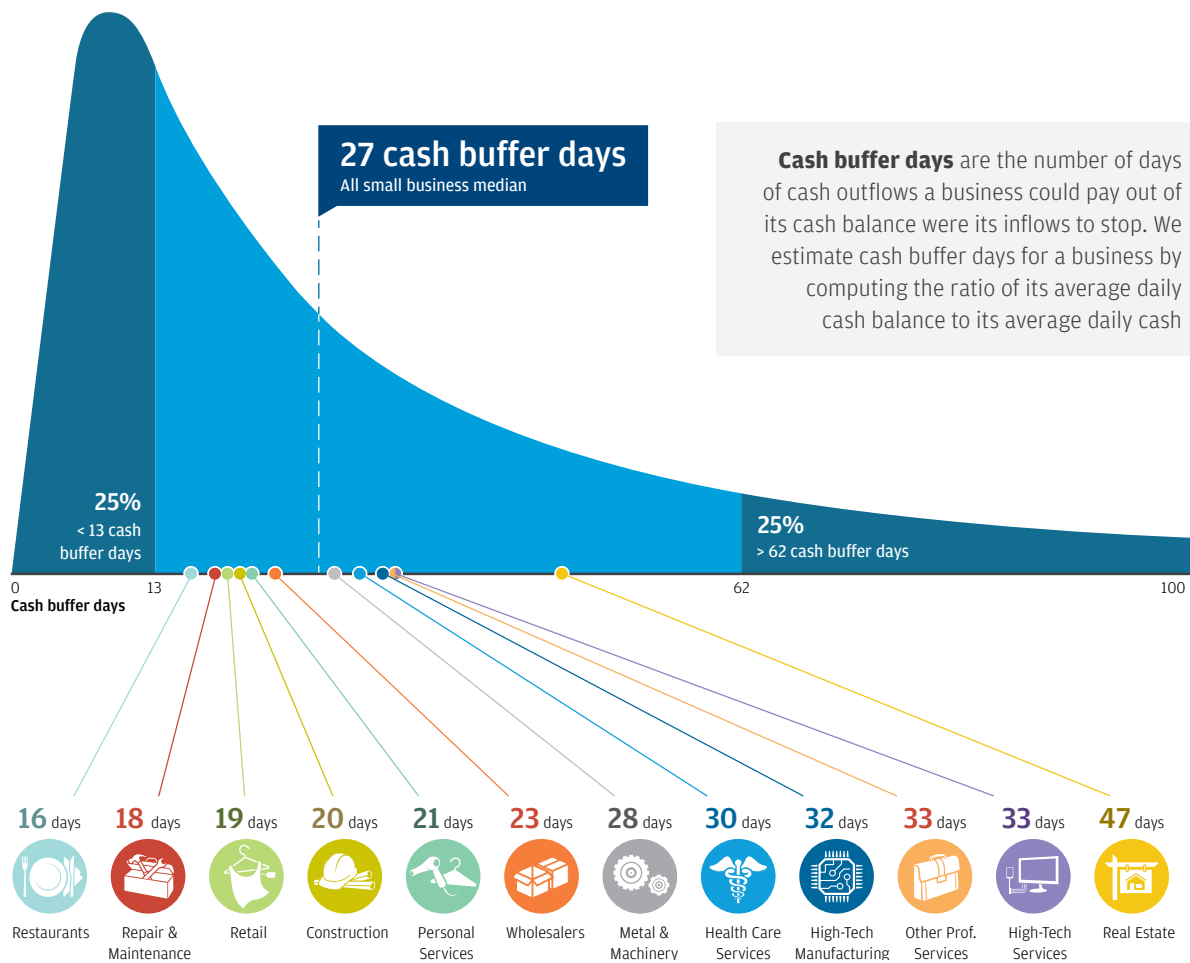 27 cash buffer days
All small business median
Cash buffer days are the number of days
of cash outflows a business could pay out of
its cash balance were its inflows to stop. We
estimate cash buffer days for a business by
computing the ratio of its average daily
cash balance to its average daily cash
25%
< 13 cash
buffer days
25%
> 62 cash buffer days
0
13
62
100
Cash buffer days
16 days
18 days
19 days
20 days
21 days
23 days
28 days
30 days
32 days
33 days
33 days
47 days
Restaurants
Repair &
Maintenance
Retail
Construction
Personal
Services
Wholesalers
Metal &
Machinery
Health Care
Services
High-Tech
Manufacturing
Other Prof.
Services
High-Tech
Services
Real Estate